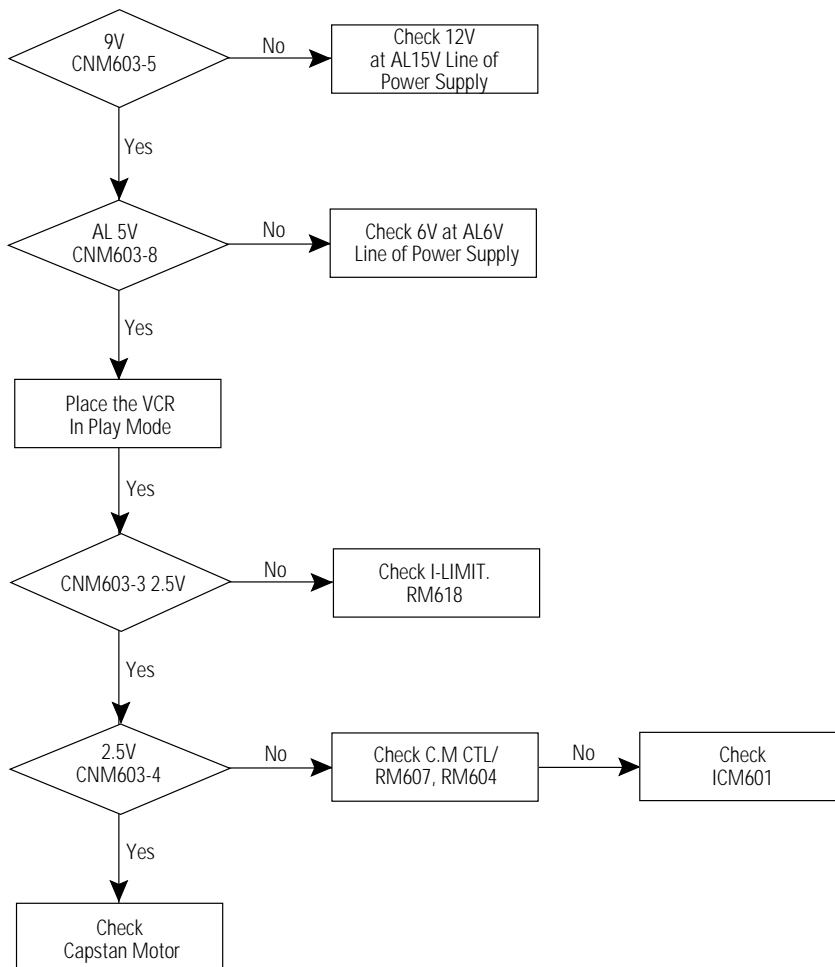 9V
CNM603-5
No
Check 12V
at AL15V Line of
Power Supply
Yes
AL 5V
CNM603-8
No
Check 6V at AL6V
Line of Power Supply
Yes
Place the VCR
In Play Mode
Yes
CNM603-3 2.5V
No
Check I-LIMIT.
RM618
Yes
2.5V
CNM603-4
No
Check C.M CTL/
RM607, RM604
No
Check
ICM601
Yes
Check
Capstan Motor